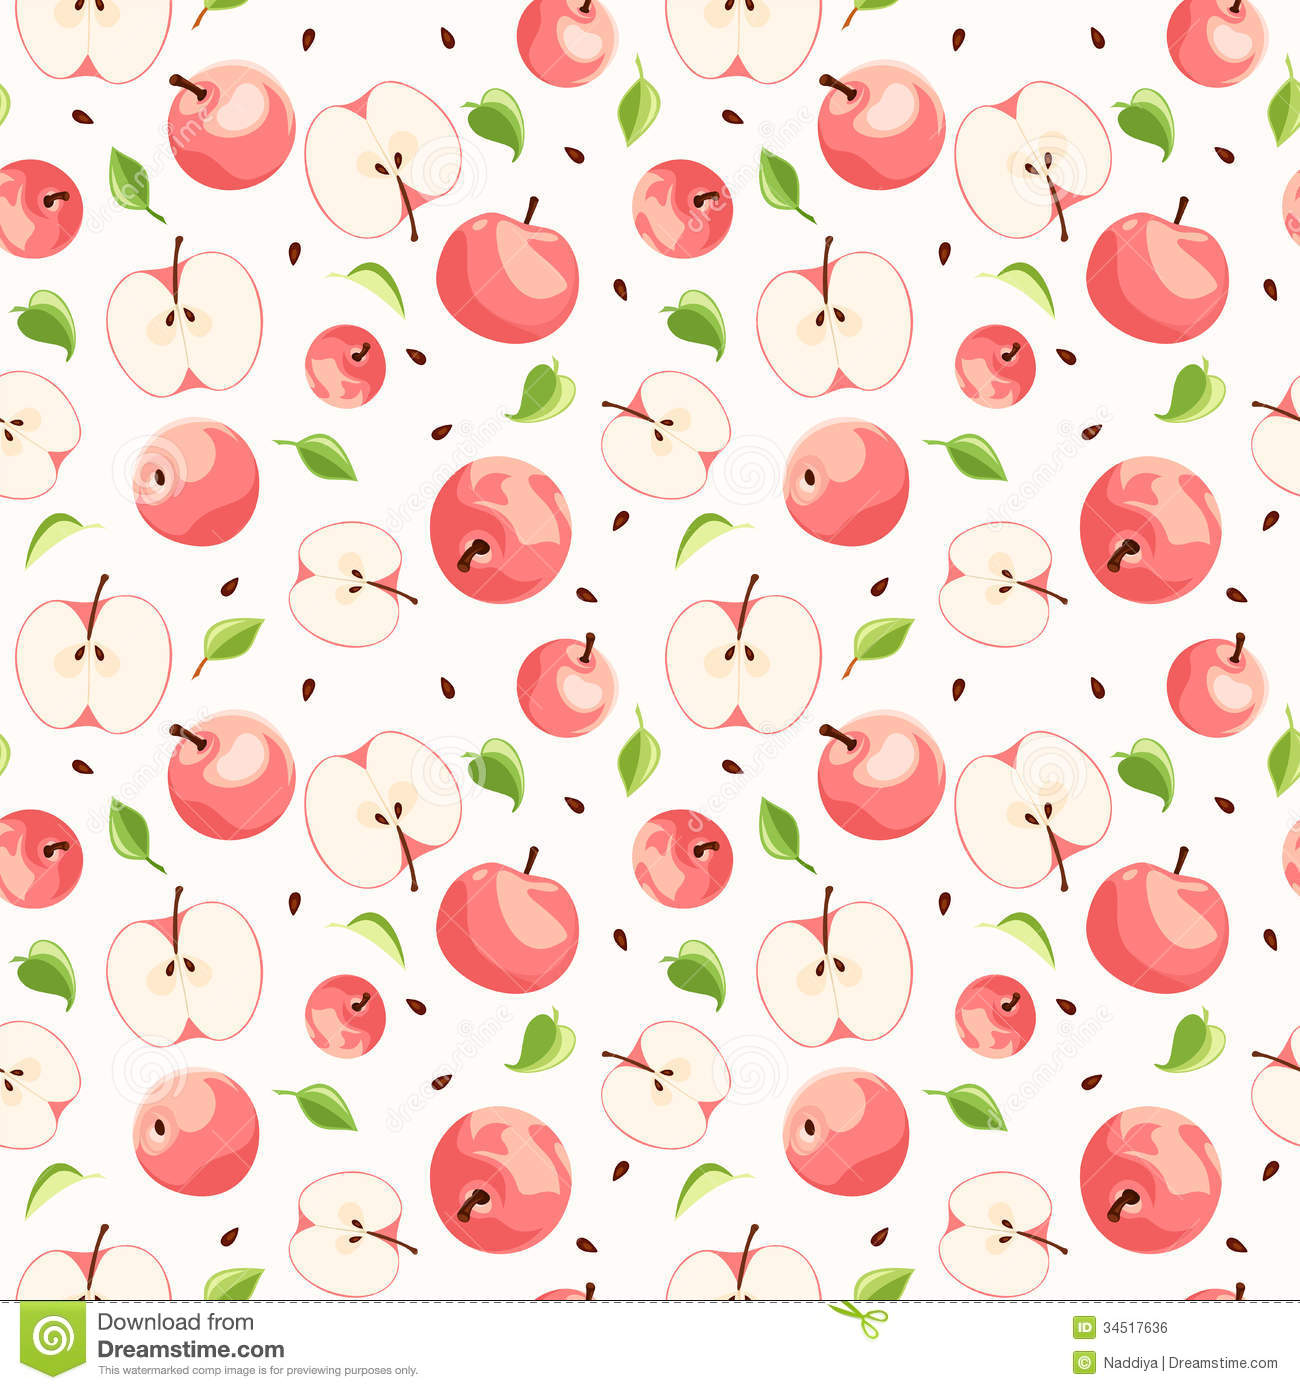 Download from
Dreamstime.com
This watermarked comp image is for previewing purposes only.
ID 34517636
© Naddiya | Dreamstime.com